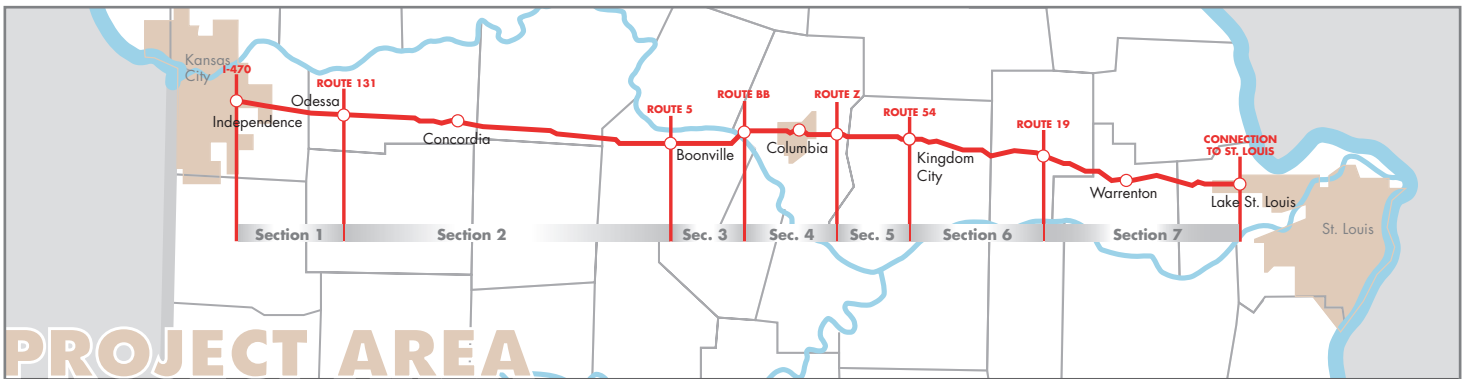 Kansas
City
I-470
Independence
Odessa
ROUTE 131
Concordia
ROUTE 5
Boonville
ROUTE BB
Columbia
ROUTE Z
ROUTE 54
Kingdom
City
ROUTE 19
Warrenton
CONNECTION
TO ST. LOUIS
Lake St. Louis
St. Louis
Section 1
Section 2
Sec. 3
Sec. 4
Sec. 5
Section 6
Section 7
PROJECT AREA